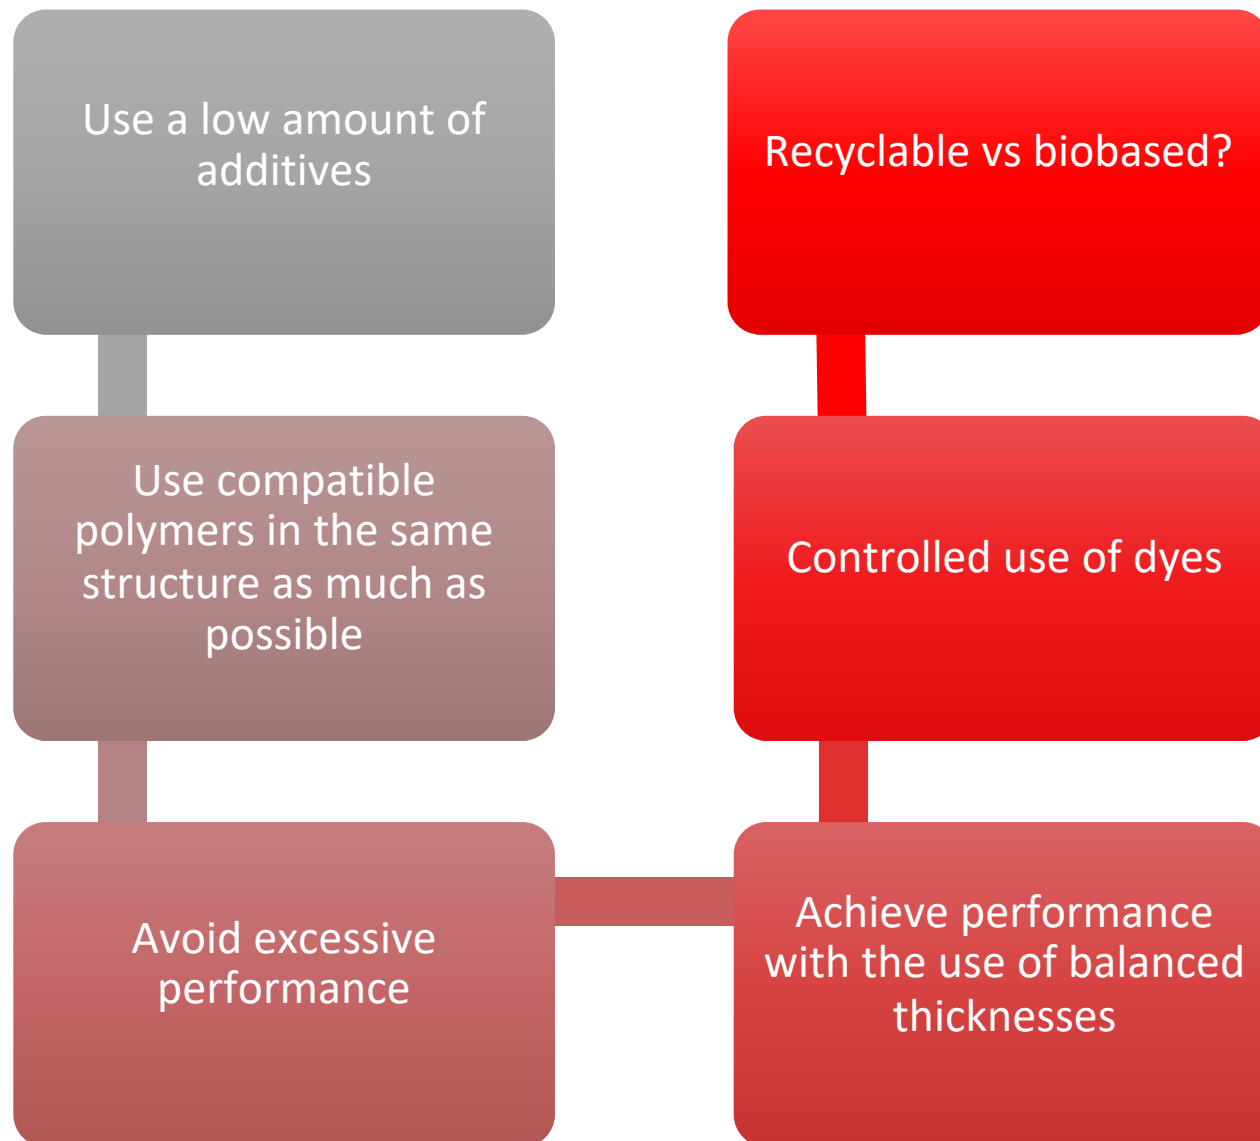 Use a low amount of
additives
Use compatible
polymers in the same
structure as much as
possible
Avoid excessive
performance
Achieve performance
with the use of balanced
thicknesses
Controlled use of dyes
Recyclable vs biobased?